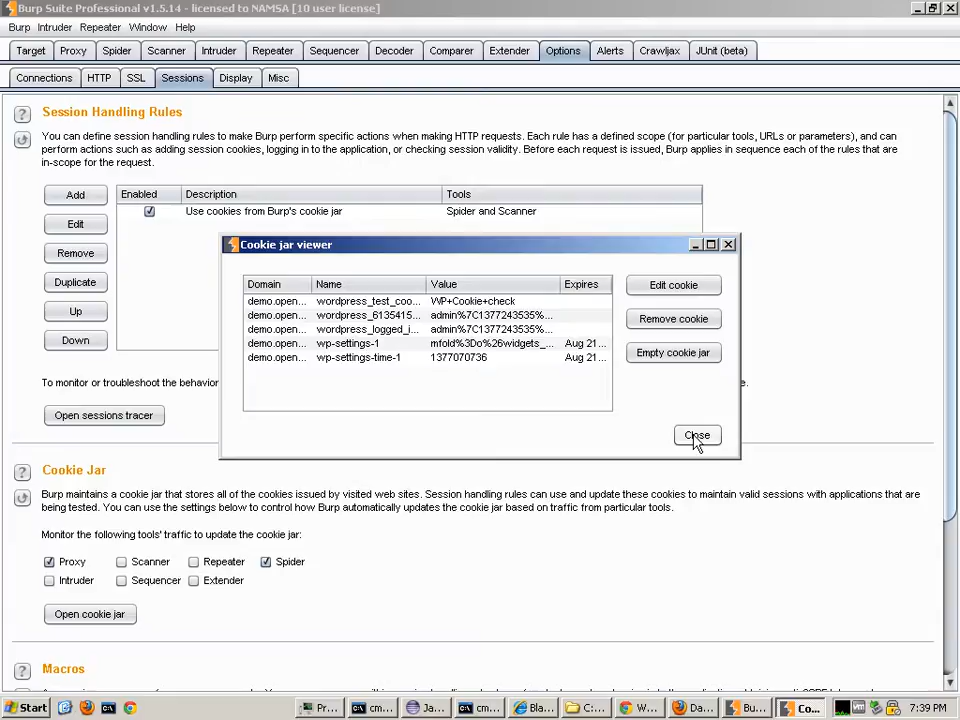 Burp Suite Professional v1.5.14 - licensed to NAMSA [10 user license]
Burp Intruder Repeater Window Help
Target Proxy Spider Scanner Intruder Repeater Sequencer Decoder Comparer Extender Options Alerts Crawljax JUnit (beta)
Connections HTTP SSL Sessions Display Misc
? Session Handling Rules
You can define session handling rules to make Burp perform specific actions when making HTTP requests. Each rule has a defined scope (for particular tools, URLs or parameters), and can
perform actions such as adding session cookies, logging in to the application, or checking session validity. Before each request is issued, Burp applies in sequence each of the rules that are
in-scope for the request.
Add Enabled Description Tools
Use cookies from Burp's cookie jar Spider and Scanner
Edit
Remove
Duplicate
Up
Down
Cookie jar viewer
Domain Name Value Expires
demo.open... wordpress_test_coo... WP+Cookie+check
demo.open... wordpress_6135415... admin%7C1377243535%...
demo.open... wordpress_logged_i... admin%7C1377243535%...
demo.open... wp-settings-1 mfold%3Do%26widgets_... Aug 21...
demo.open... wp-settings-time-1 1377070736 Aug 21...
Edit cookie
Remove cookie
Empty cookie jar
Close
To monitor or troubleshoot the behavior e.
Open sessions tracer
? Cookie Jar
Burp maintains a cookie jar that stores all of the cookies issued by visited web sites. Session handling rules can use and update these cookies to maintain valid sessions with applications that are
being tested. You can use the settings below to control how Burp automatically updates the cookie jar based on traffic from particular tools.
Monitor the following tools' traffic to update the cookie jar:
Proxy Scanner Repeater Spider
Intruder Sequencer Extender
Open cookie jar
? Macros
Start Pr... cm... Ja... cm... Bla... C:... W... Da... Bu... Co... 7:39 PM